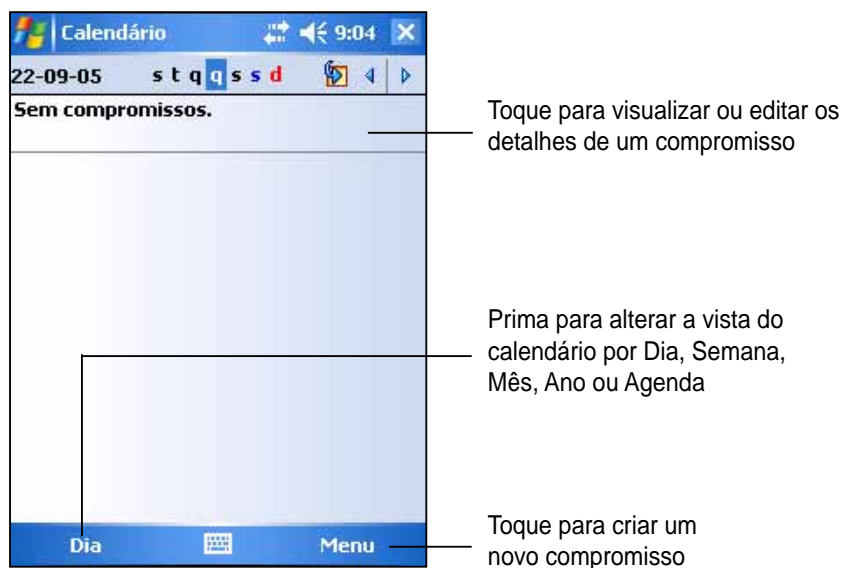 Calendário 9:04
22-09-05 s t q q s s d
Sem compromissos.
Toque para visualizar ou editar os
detalhes de um compromisso
Prima para alterar a vista do
calendário por Dia, Semana,
Mês, Ano ou Agenda
Dia Menu
Toque para criar um
novo compromisso